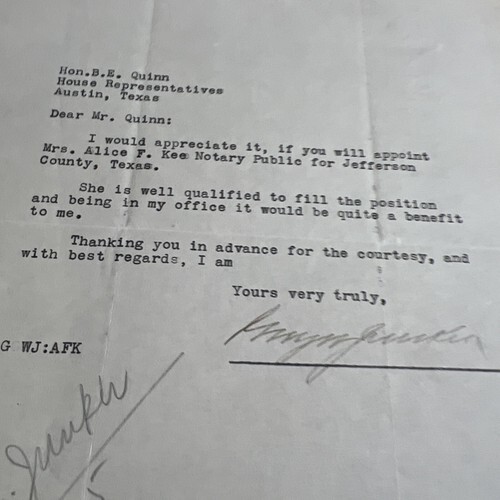 Hon.B.E. Quinn
House Representatives
Austin, Texas
Dear Mr. Quinn:
I would appreciate it, if you will appoint
Mrs. Alice F. Kee Notary Public for Jefferson
County, Texas.
She is well qualified to fill the position
and being in my office it would be quite a benefit
to me.
Thanking you in advance for the courtesy, and
with best regards, I am
Yours very truly,
G WJ:AFK
Junker